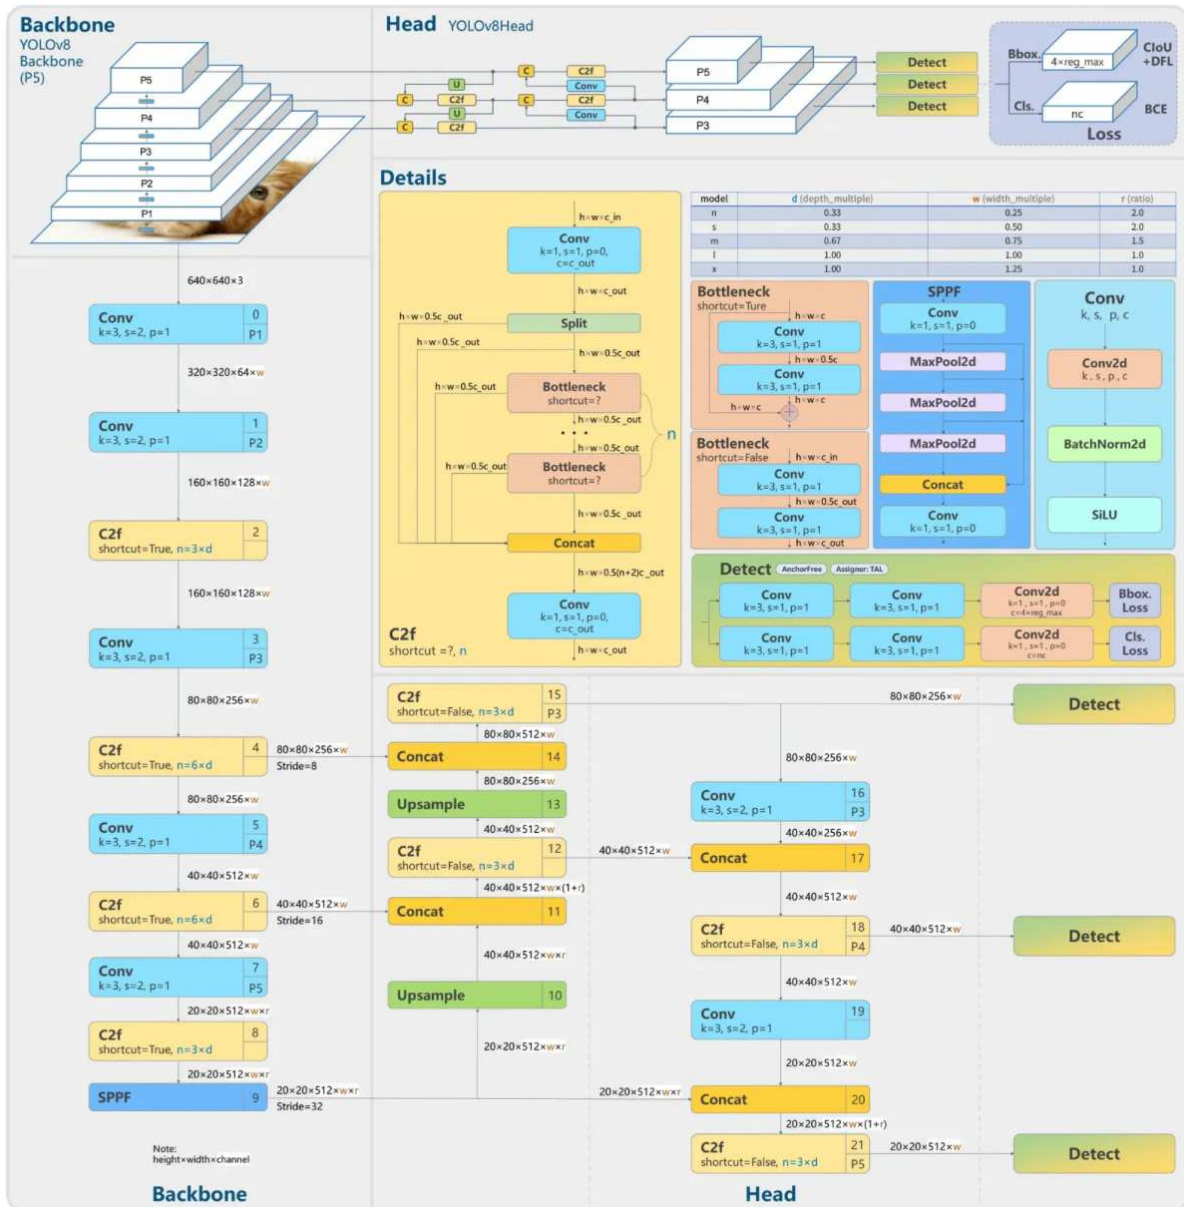 Backbone
YOLOv8
Backbone
(P5)
P5
P4
P3
P2
P1
Head YOLOv8Head
C
C2f
U
Conv
C
C2f
C
C2f
U
Conv
C
C2f
P5
P4
P3
Detect
Detect
Detect
Bbox.
4×reg_max
CIoU
+DFL
Cls.
nc
BCE
Loss
Details
h×w×c_in
Conv
k=1, s=1, p=0,
c=c_out
h×w×c_out
Split
h×w×0.5c_out
h×w×0.5c_out
h×w×0.5c_out
h×w×0.5c_out
Bottleneck
shortcut=?
h×w×0.5c_out
. . .
n
h×w×0.5c_out
h×w×0.5c_out
Bottleneck
shortcut=?
h×w×0.5c_out
Concat
h×w×0.5(n+2)c_out
Conv
k=1, s=1, p=0,
c=c_out
h×w×c_out
C2f
shortcut =?, n
model d (depth_multiple) w (width_multiple) r (ratio)
n 0.33 0.25 2.0
s 0.33 0.50 2.0
m 0.67 0.75 1.5
l 1.00 1.00 1.0
x 1.00 1.25 1.0
Bottleneck
shortcut=Ture
h×w×c
Conv
k=3, s=1, p=1
h×w×0.5c
Conv
k=3, s=1, p=1
h×w×c
h×w×c
+
Bottleneck
shortcut=False
h×w×c_in
Conv
k=3, s=1, p=1
h×w×0.5c_out
Conv
k=3, s=1, p=1
h×w×c_out
SPPF
Conv
k=1, s=1, p=0
MaxPool2d
MaxPool2d
MaxPool2d
Concat
Conv
k=1, s=1, p=0
Conv
k, s, p, c
Conv2d
k, s, p, c
BatchNorm2d
SiLU
Detect AnchorFree Assigner: TAL
Conv
k=3, s=1, p=1
Conv
k=3, s=1, p=1
Conv2d
k=1, s=1, p=0
c=4×reg_max
Bbox.
Loss
Conv
k=3, s=1, p=1
Conv
k=3, s=1, p=1
Conv2d
k=1, s=1, p=0
c=nc
Cls.
Loss
640×640×3
Conv
k=3, s=2, p=1
0
P1
320×320×64×w
Conv
k=3, s=2, p=1
1
P2
160×160×128×w
C2f
shortcut=True, n=3×d
2
160×160×128×w
Conv
k=3, s=2, p=1
3
P3
80×80×256×w
C2f
shortcut=True, n=6×d
4
80×80×256×w
Stride=8
80×80×256×w
Conv
k=3, s=2, p=1
5
P4
40×40×512×w
C2f
shortcut=True, n=6×d
6
40×40×512×w
Stride=16
40×40×512×w
Conv
k=3, s=2, p=1
7
P5
20×20×512×w×r
C2f
shortcut=True, n=3×d
8
20×20×512×w×r
SPPF
9
20×20×512×w×r
Stride=32
Note:
height×width×channel
Backbone
C2f
shortcut=False, n=3×d
15
P3
80×80×512×w
Concat
14
80×80×256×w
Upsample
13
40×40×512×w
C2f
shortcut=False, n=3×d
12
40×40×512×w×(1+r)
Concat
11
40×40×512×w×r
Upsample
10
20×20×512×w×r
80×80×256×w
Detect
80×80×256×w
Conv
k=3, s=2, p=1
16
P3
40×40×256×w
40×40×512×w
Concat
17
40×40×512×w
C2f
shortcut=False, n=3×d
18
P4
40×40×512×w
Detect
40×40×512×w
Conv
k=3, s=2, p=1
19
20×20×512×w
20×20×512×w×r
Concat
20
20×20×512×w×(1+r)
C2f
shortcut=False, n=3×d
21
P5
20×20×512×w
Detect
Head